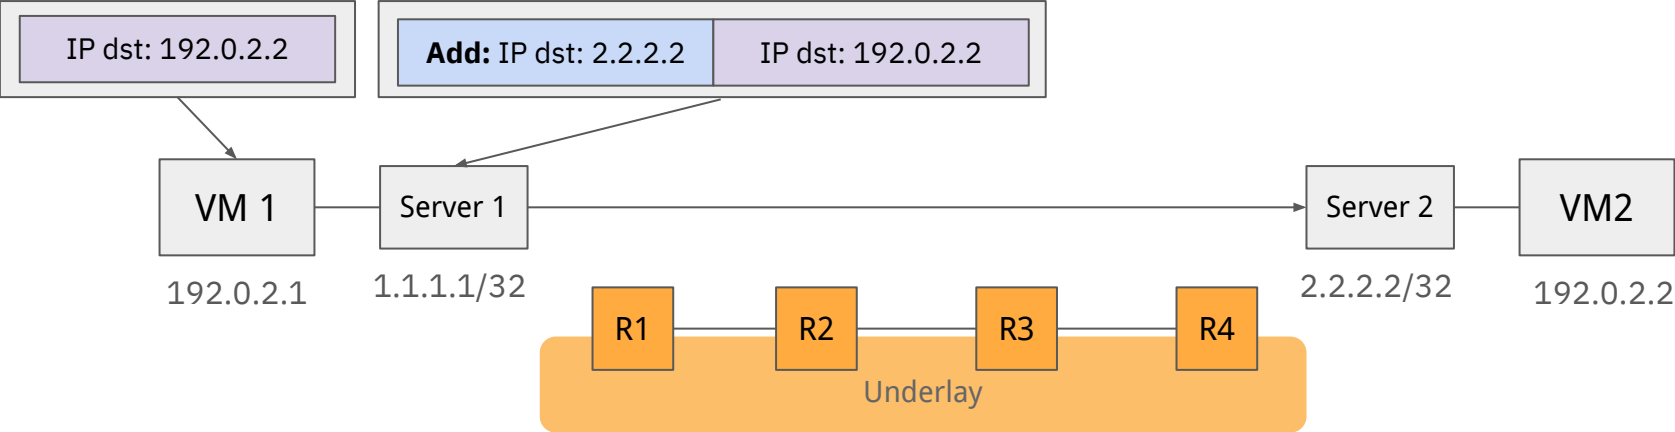 IP dst: 192.0.2.2
Add: IP dst: 2.2.2.2 IP dst: 192.0.2.2
VM 1
Server 1
Server 2
VM2
192.0.2.1
1.1.1.1/32
2.2.2.2/32
192.0.2.2
R1
R2
R3
R4
Underlay